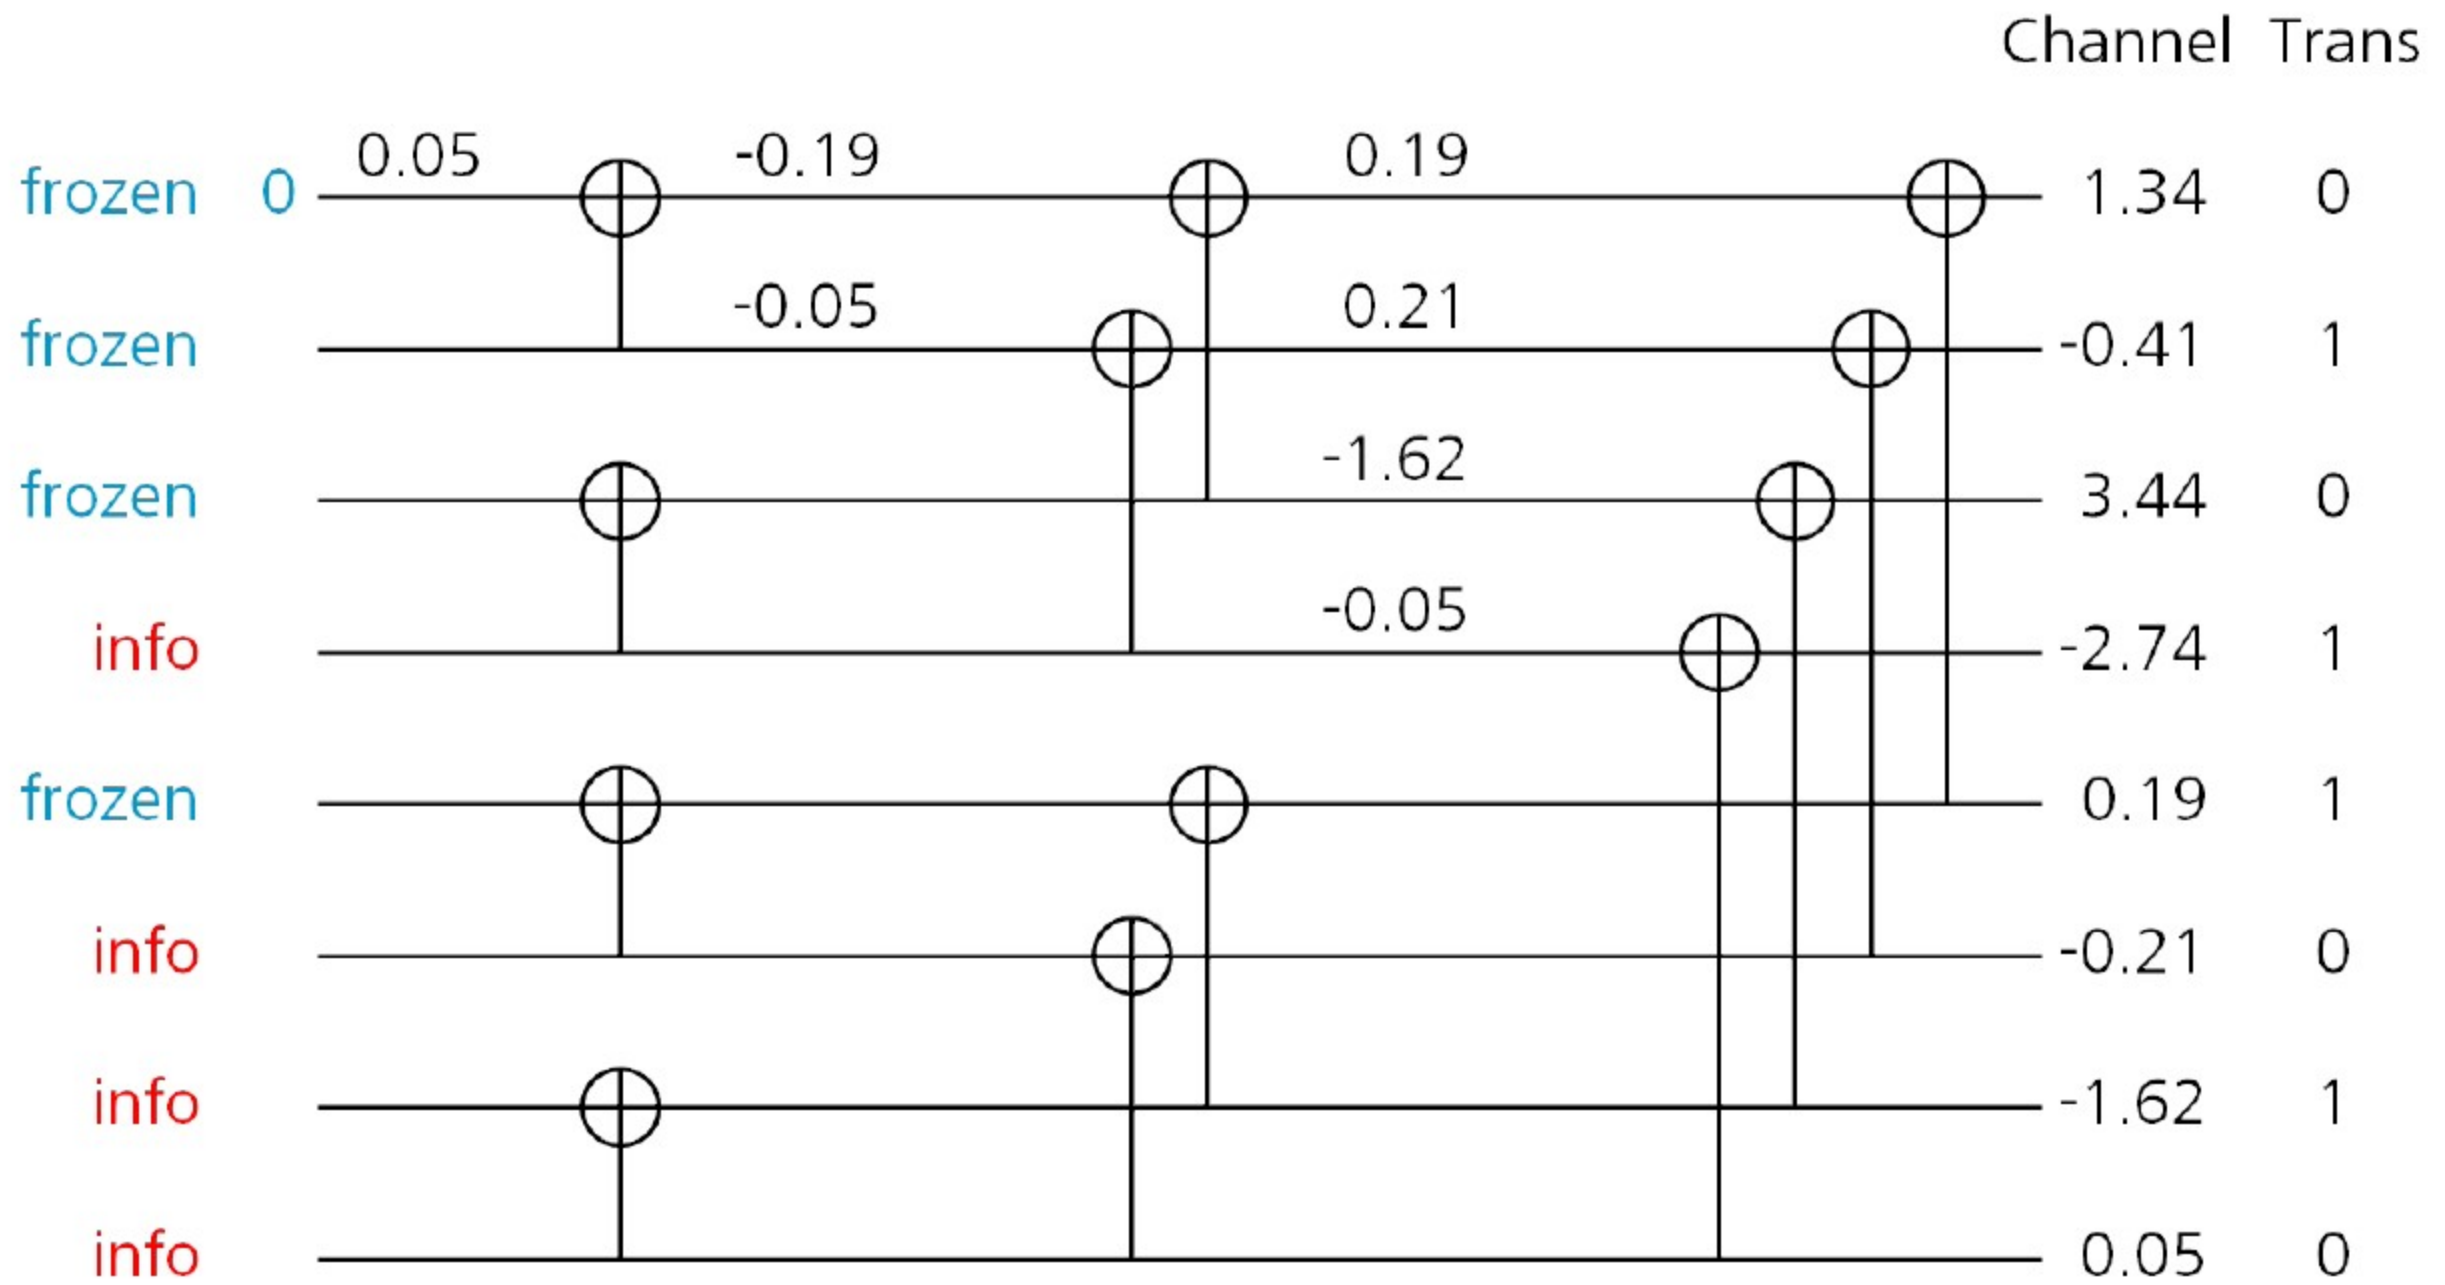 Channel Trans
frozen 0 0.05 -0.19 0.19 1.34 0
frozen -0.05 0.21 -0.41 1
frozen -1.62 3.44 0
info -0.05 -2.74 1
frozen 0.19 1
info -0.21 0
info -1.62 1
info 0.05 0